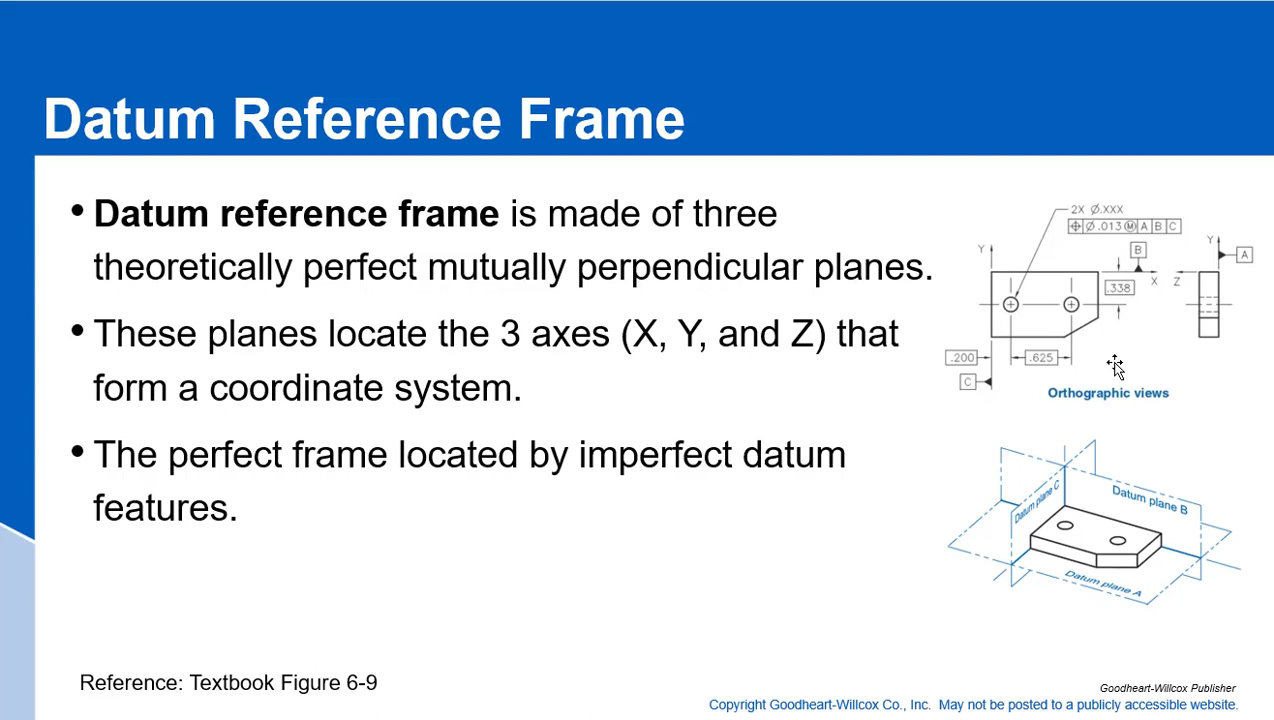 Datum Reference Frame
• Datum reference frame is made of three
theoretically perfect mutually perpendicular planes.
• These planes locate the 3 axes (X, Y, and Z) that
form a coordinate system.
• The perfect frame located by imperfect datum
features.
2X Ø.XXX
⌖ Ø .013 Ⓜ A B C
Y
B
Y
A
X
Z
.338
.200
.625
C
Orthographic views
Datum plane C
Datum plane B
Datum plane A
Reference: Textbook Figure 6-9
Goodheart-Willcox Publisher
Copyright Goodheart-Willcox Co., Inc. May not be posted to a publicly accessible website.